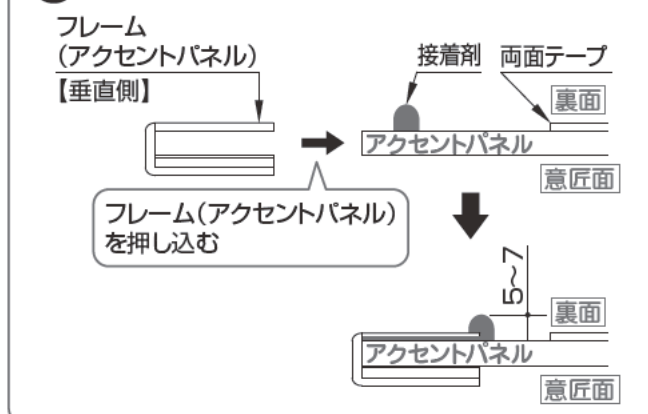 フレーム
(アクセントパネル)
【垂直側】
接着剤
両面テープ
裏面
アクセントパネル
意匠面
フレーム(アクセントパネル)
を押し込む
5~7
裏面
アクセントパネル
意匠面